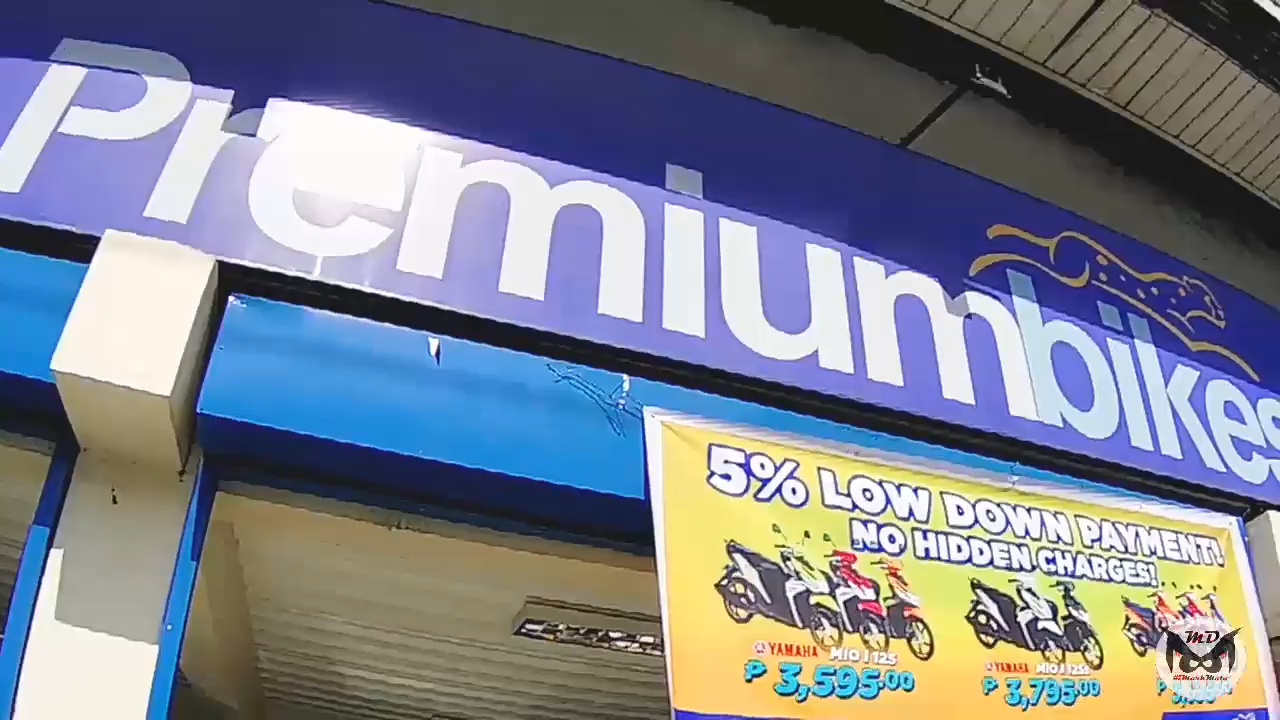 Premiumbikes
5% LOW DOWN PAYMENT!
NO HIDDEN CHARGES!
YAMAHA MIO I 125
₱ 3,595.00
YAMAHA MIO I 125S
₱ 3,795.00
MD